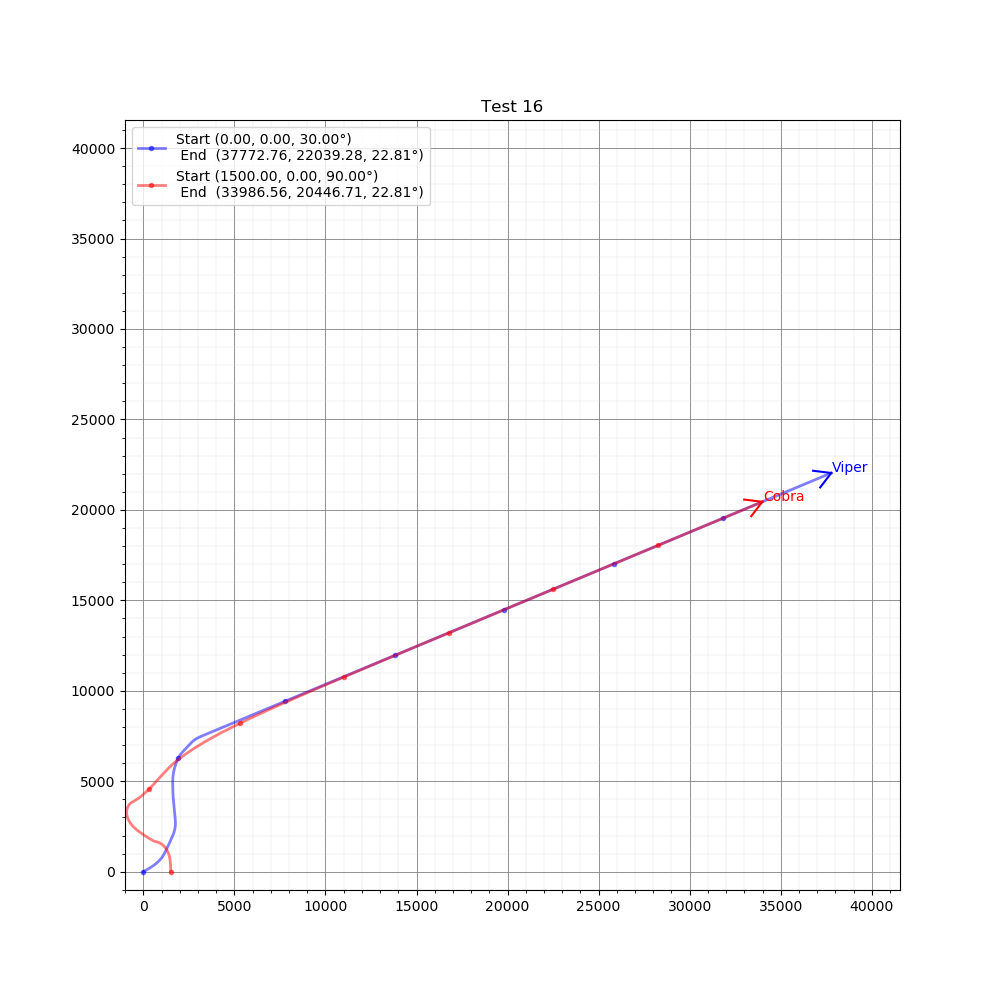 Test 16
Start (0.00, 0.00, 30.00°)
End (37772.76, 22039.28, 22.81°)
Start (1500.00, 0.00, 90.00°)
End (33986.56, 20446.71, 22.81°)
40000
35000
30000
25000
20000
15000
10000
5000
0
Viper
Cobra
0 5000 10000 15000 20000 25000 30000 35000 40000